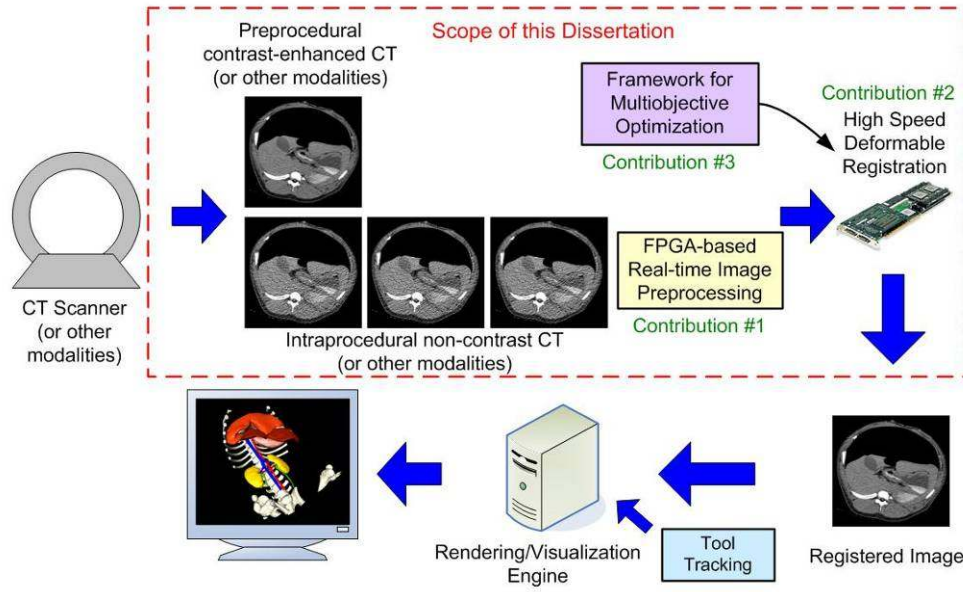 Preprocedural
contrast-enhanced CT
(or other modalities)
Scope of this Dissertation
Framework for
Multiobjective
Optimization
Contribution #3
Contribution #2
High Speed
Deformable
Registration
CT Scanner
(or other
modalities)
FPGA-based
Real-time Image
Preprocessing
Contribution #1
Intraprocedural non-contrast CT
(or other modalities)
Rendering/Visualization
Engine
Tool
Tracking
Registered Image